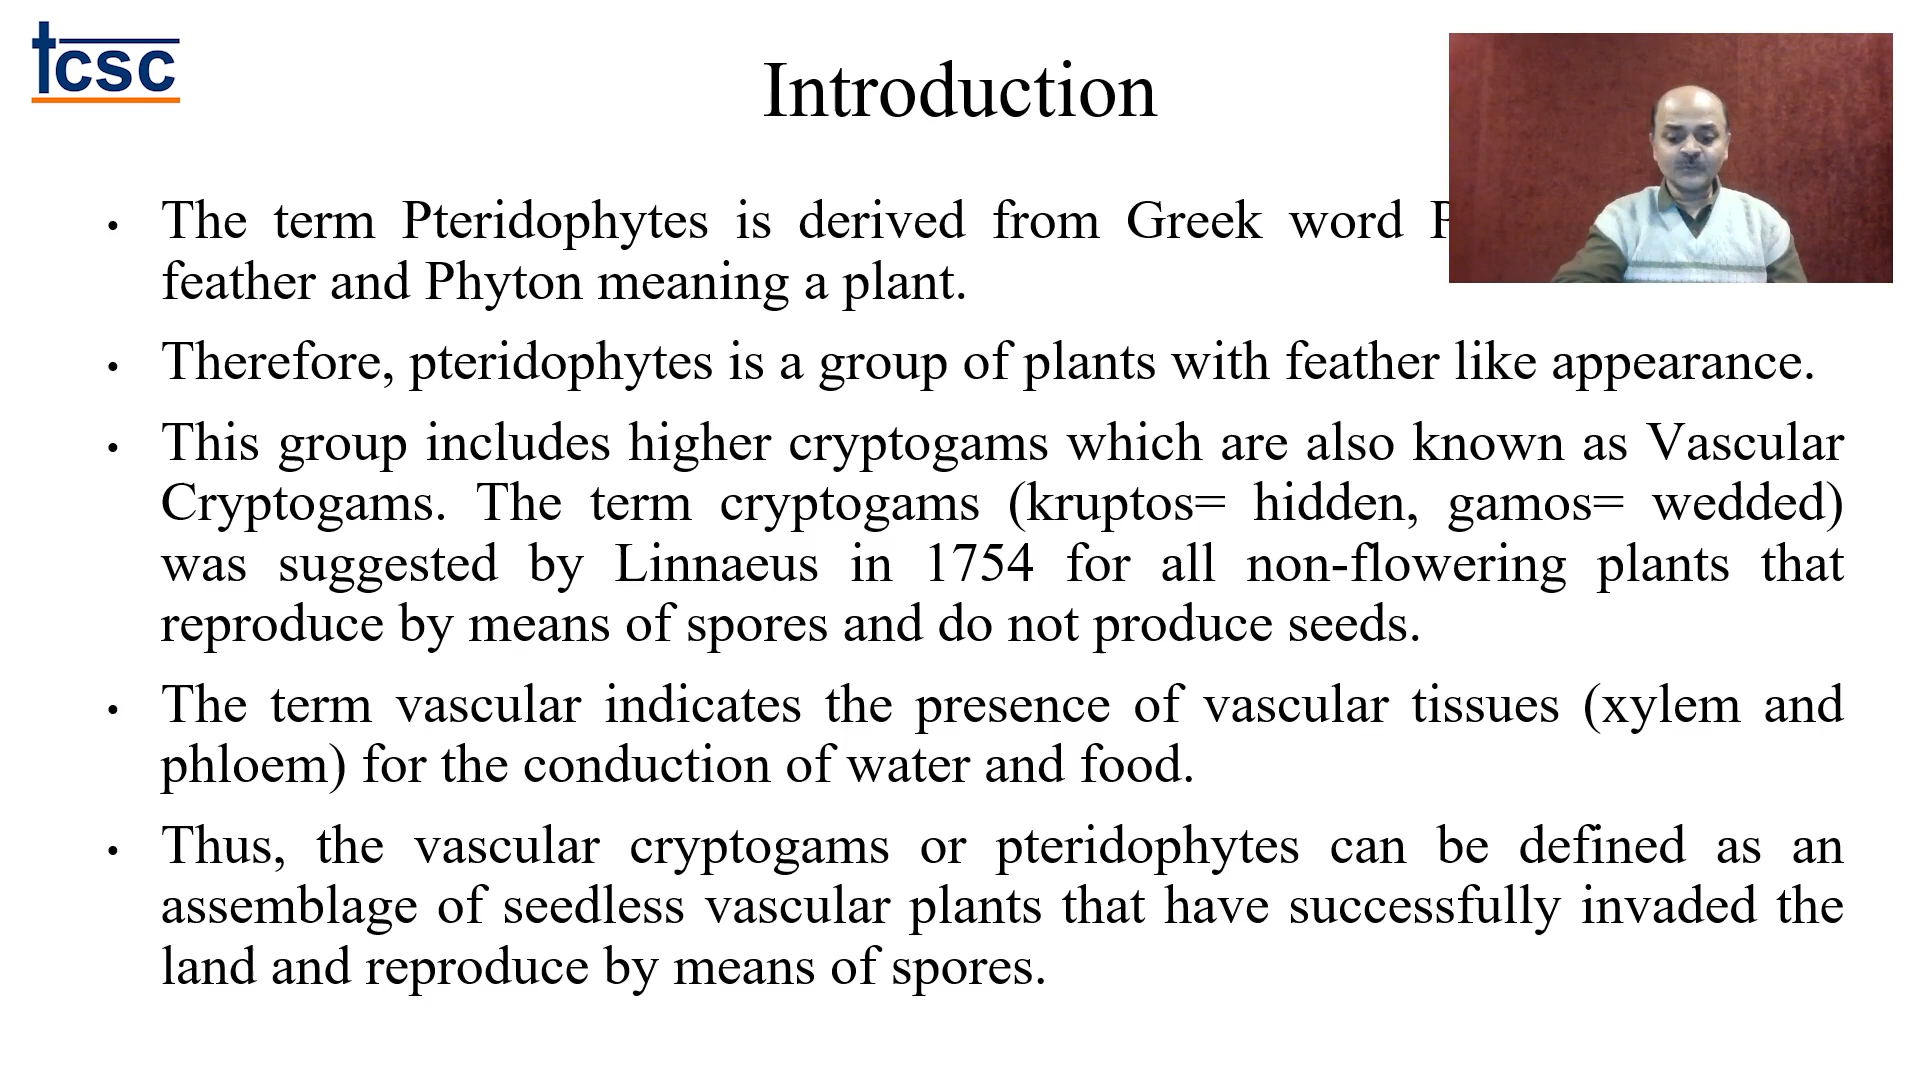 tcsc
Introduction
• The term Pteridophytes is derived from Greek word
feather and Phyton meaning a plant.
• Therefore, pteridophytes is a group of plants with feather like appearance.
• This group includes higher cryptogams which are also known as Vascular
Cryptogams. The term cryptogams (kruptos= hidden, gamos= wedded)
was suggested by Linnaeus in 1754 for all non-flowering plants that
reproduce by means of spores and do not produce seeds.
• The term vascular indicates the presence of vascular tissues (xylem and
phloem) for the conduction of water and food.
• Thus, the vascular cryptogams or pteridophytes can be defined as an
assemblage of seedless vascular plants that have successfully invaded the
land and reproduce by means of spores.